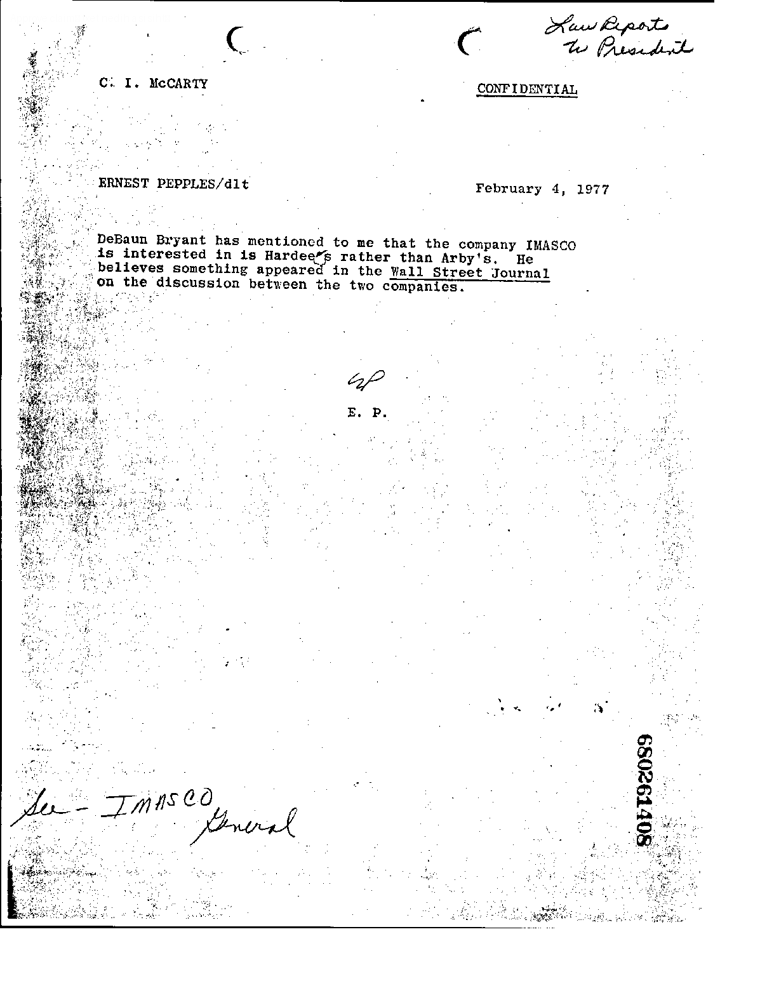 Law Reports
to President
C. I. McCARTY
CONFIDENTIAL
ERNEST PEPPLES/dlt
February 4, 1977
DeBaun Bryant has mentioned to me that the company IMASCO
is interested in is Hardee's rather than Arby's. He
believes something appeared in the Wall Street Journal
on the discussion between the two companies.
EP
E. P.
See - IMASCO
General
680261408